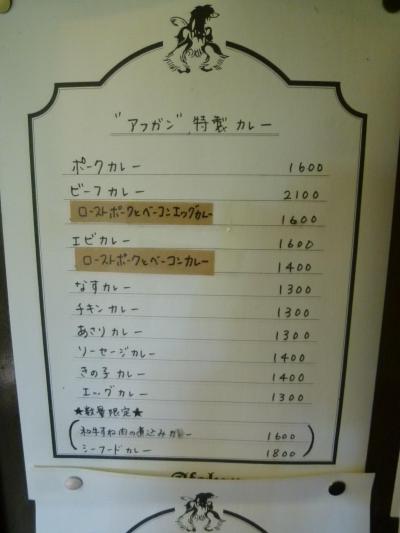 "アフガン"特製カレー
ポークカレー 1600
ビーフカレー 2100
ローストポークとベーコンエッグカレー 1600
エビカレー 1600
ローストポークとベーコンカレー 1400
なすカレー 1300
チキンカレー 1300
あさりカレー 1300
ソーセージカレー 1400
きの子カレー 1400
エッグカレー 1300
★数量限定★
和牛すね肉の煮込みカレー 1600
シーフードカレー 1800